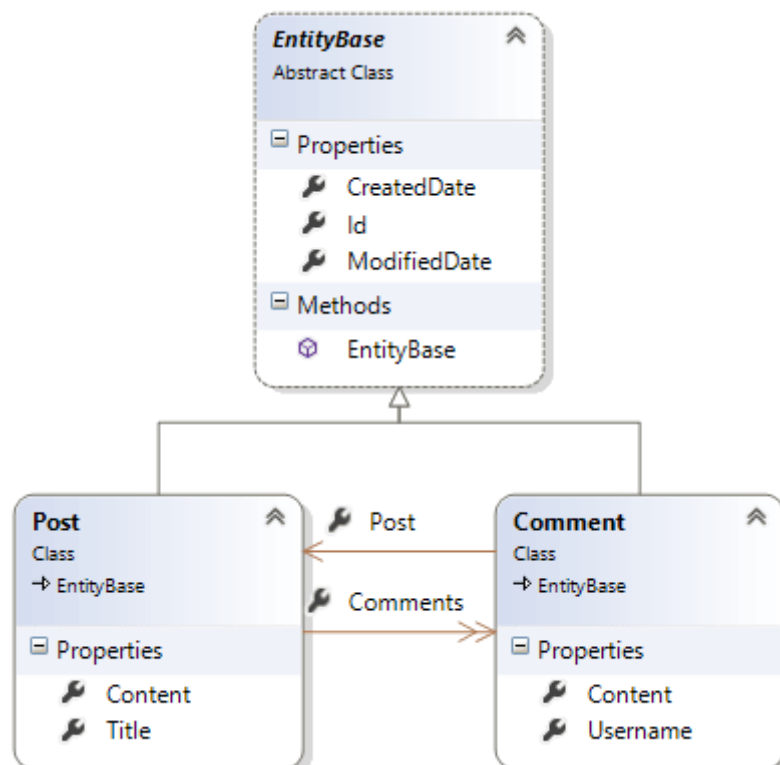 EntityBase
Abstract Class
Properties
CreatedDate
Id
ModifiedDate
Methods
EntityBase
Post
Class
EntityBase
Properties
Content
Title
Post
Comments
Comment
Class
EntityBase
Properties
Content
Username